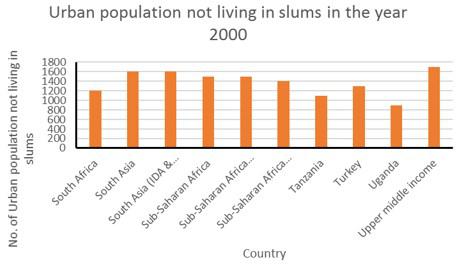 Urban population not living in slums in the year
2000
No. of Urban population not living in
slums
1800
1600
1400
1200
1000
800
600
400
200
0
South Africa
South Asia
South Asia (IDA &...
Sub-Saharan Africa
Sub-Saharan Africa...
Sub-Saharan Africa...
Tanzania
Turkey
Uganda
Upper middle income
Country